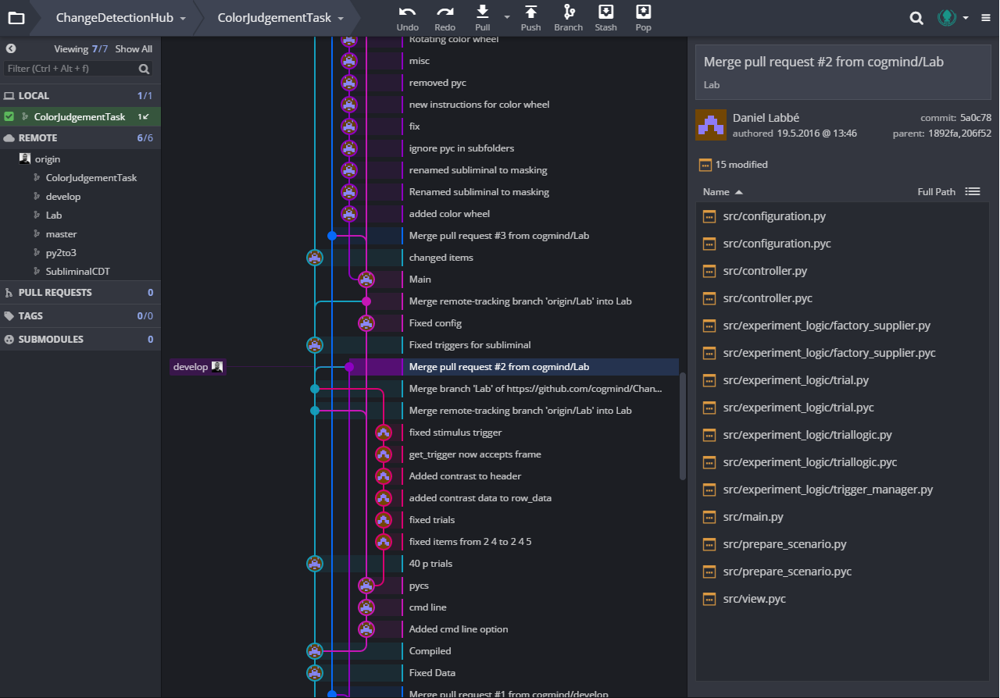 ChangeDetectionHub
ColorJudgementTask
Undo
Redo
Pull
Push
Branch
Stash
Pop
Viewing 7/7 Show All
Filter (Ctrl + Alt + f)
LOCAL 1/1
ColorJudgementTask 1
REMOTE 6/6
origin
ColorJudgementTask
develop
Lab
master
py2to3
SubliminalCDT
PULL REQUESTS 0
TAGS 0/0
SUBMODULES 0
Rotating color wheel
misc
removed pyc
new instructions for color wheel
fix
ignore pyc in subfolders
renamed subliminal to masking
Renamed subliminal to masking
added color wheel
Merge pull request #3 from cogmind/Lab
changed items
Main
Merge remote-tracking branch 'origin/Lab' into Lab
Fixed config
Fixed triggers for subliminal
develop
Merge pull request #2 from cogmind/Lab
Merge branch 'Lab' of https://github.com/cogmind/Chan...
Merge remote-tracking branch 'origin/Lab' into Lab
fixed stimulus trigger
get_trigger now accepts frame
Added contrast to header
added contrast data to row_data
fixed trials
fixed items from 2 4 to 2 4 5
40 p trials
pycs
cmd line
Added cmd line option
Compiled
Fixed Data
Merge pull request #1 from cogmind/develop
Merge pull request #2 from cogmind/Lab
Lab
Daniel Labbé
commit: 5a0c78
authored 19.5.2016 @ 13:46
parent: 1892fa,206f52
15 modified
Name
Full Path
src/configuration.py
src/configuration.pyc
src/controller.py
src/controller.pyc
src/experiment_logic/factory_supplier.py
src/experiment_logic/factory_supplier.pyc
src/experiment_logic/trial.py
src/experiment_logic/trial.pyc
src/experiment_logic/triallogic.py
src/experiment_logic/triallogic.pyc
src/experiment_logic/trigger_manager.py
src/main.py
src/prepare_scenario.py
src/prepare_scenario.pyc
src/view.pyc